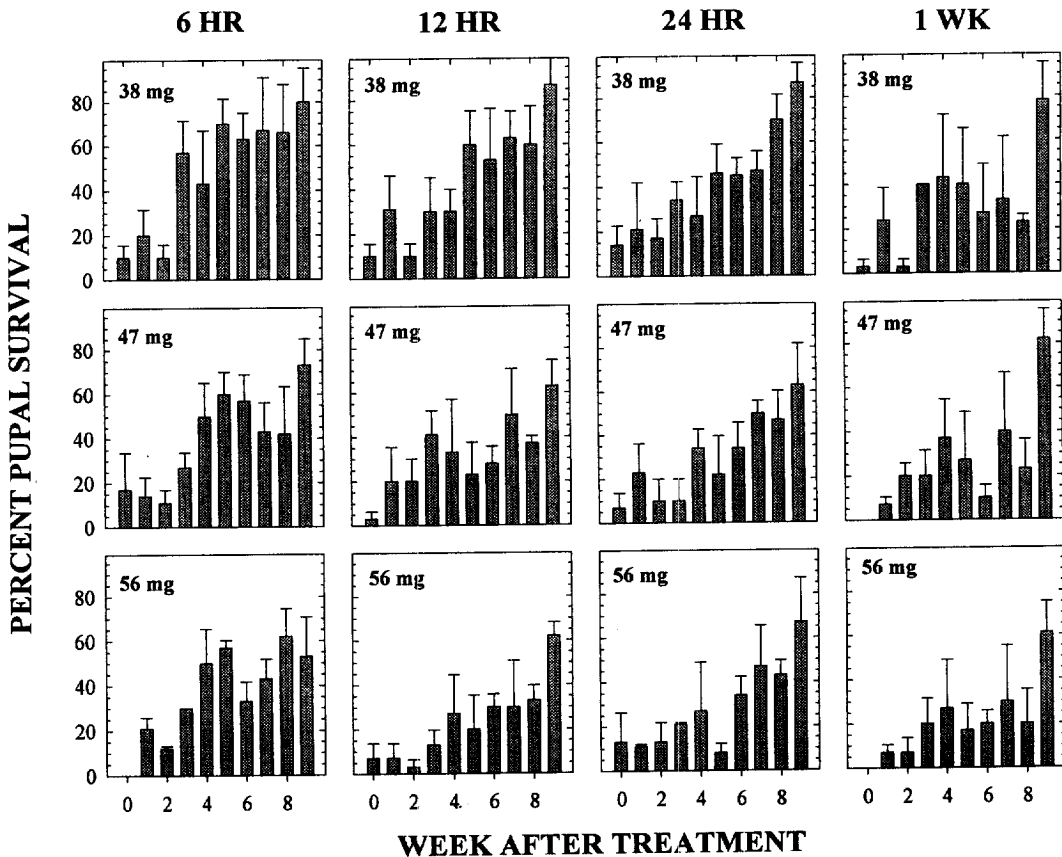 6 HR 12 HR 24 HR 1 WK
PERCENT PUPAL SURVIVAL
38 mg 38 mg 38 mg 38 mg
80
60
40
20
0
47 mg 47 mg 47 mg 47 mg
80
60
40
20
0
56 mg 56 mg 56 mg 56 mg
80
60
40
20
0
0 2 4 6 8 0 2 4 6 8 0 2 4 6 8 0 2 4 6 8
WEEK AFTER TREATMENT